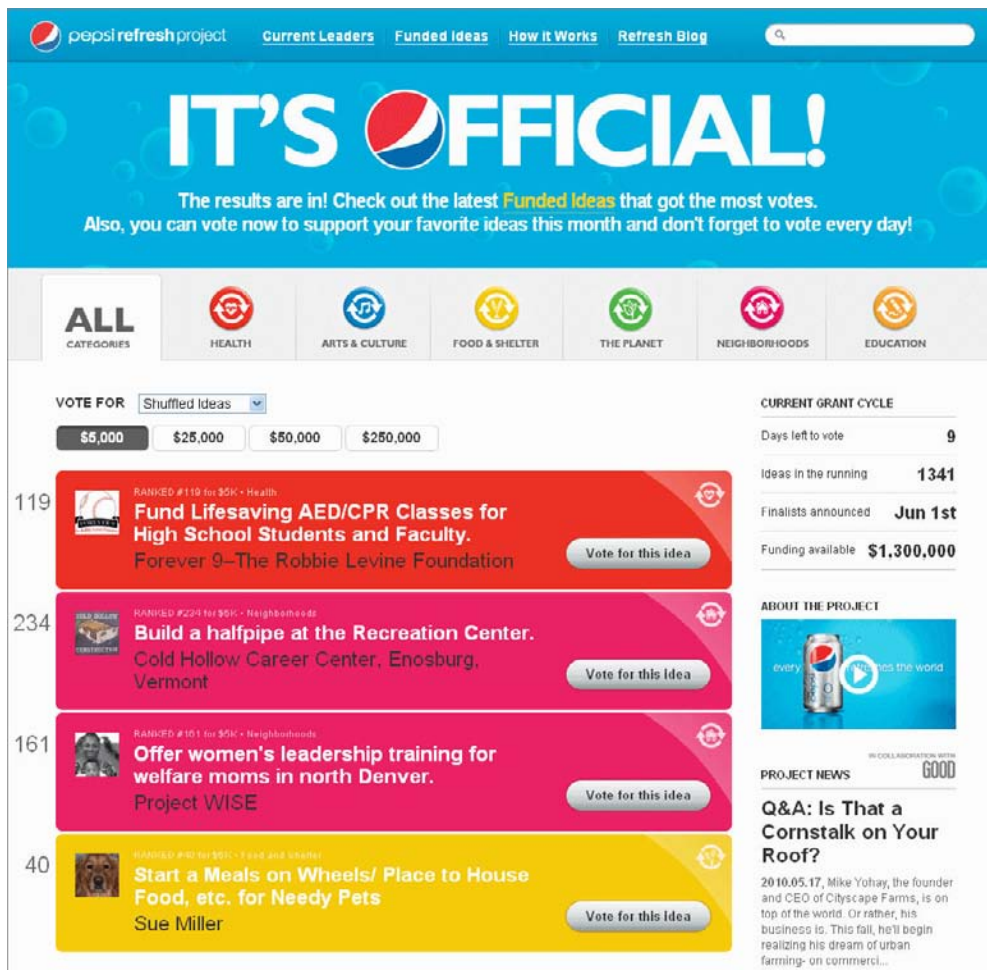 pepsi refresh project
Current Leaders Funded Ideas How it Works Refresh Blog
IT'S OFFICIAL!
The results are in! Check out the latest Funded Ideas that got the most votes.
Also, you can vote now to support your favorite ideas this month and don't forget to vote every day!
ALL
CATEGORIES
HEALTH
ARTS & CULTURE
FOOD & SHELTER
THE PLANET
NEIGHBORHOODS
EDUCATION
VOTE FOR Shuffled Ideas
$5,000 $25,000 $50,000 $250,000
119
RANKED #119 for $5K • Health
Fund Lifesaving AED/CPR Classes for
High School Students and Faculty.
Forever 9–The Robbie Levine Foundation
Vote for this idea
234
RANKED #234 for $5K • Neighborhoods
Build a halfpipe at the Recreation Center.
Cold Hollow Career Center, Enosburg,
Vermont
Vote for this idea
161
RANKED #161 for $5K • Neighborhoods
Offer women's leadership training for
welfare moms in north Denver.
Project WISE
Vote for this idea
40
RANKED #40 for $5K • Food and Shelter
Start a Meals on Wheels/ Place to House
Food, etc. for Needy Pets
Sue Miller
Vote for this idea
CURRENT GRANT CYCLE
Days left to vote 9
Ideas in the running 1341
Finalists announced Jun 1st
Funding available $1,300,000
ABOUT THE PROJECT
every refreshes the world
pepsi
IN COLLABORATION WITH
PROJECT NEWS GOOD
Q&A: Is That a
Cornstalk on Your
Roof?
2010.05.17, Mike Yohay, the founder
and CEO of Cityscape Farms, is on
top of the world. Or rather, his
business is. This fall, he'll begin
realizing his dream of urban
farming- on commerci...